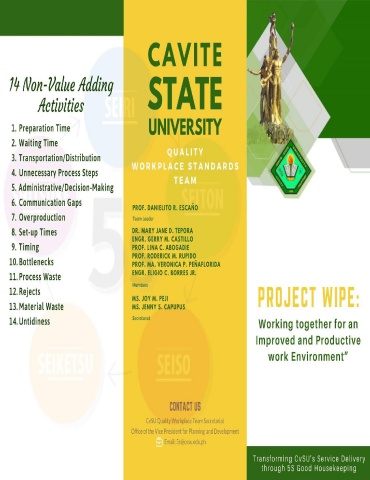 14 Non-Value Adding
Activities
1. Preparation Time
2. Waiting Time
3. Transportation/Distribution
4. Unnecessary Process Steps
5. Administrative/Decision-Making
6. Communication Gaps
7. Overproduction
8. Set-up Times
9. Timing
10. Bottlenecks
11. Process Waste
12. Rejects
13. Material Waste
14. Untidiness
SEIRI
SEITON
5
SEIKETSU
SEISO
CAVITE
STATE
UNIVERSITY
QUALITY
WORKPLACE STANDARDS
TEAM
PROF. DANIELITO R. ESCAÑO
Team Leader
DR. MARY JANE D. TEPORA
ENGR. GERRY M. CASTILLO
PROF. LINA C. ABOGADIE
PROF. RODERICK M. RUPIDO
PROF. MA. VERONICA P. PEÑAFLORIDA
ENGR. ELIGIO C. BORRES JR.
Members
MS. JOY M. PEJI
MS. JENNY S. CAPUPUS
Secretariat
CONTACT US
CvSU Quality Workplace Team Secretariat
Office of the Vice President for Planning and Development
Email: 5s@cvsu.edu.ph
PROJECT WIPE:
Working together for an
Improved and Productive
work Environment"
Transforming CvSU's Service Delivery
through 5S Good Housekeeping